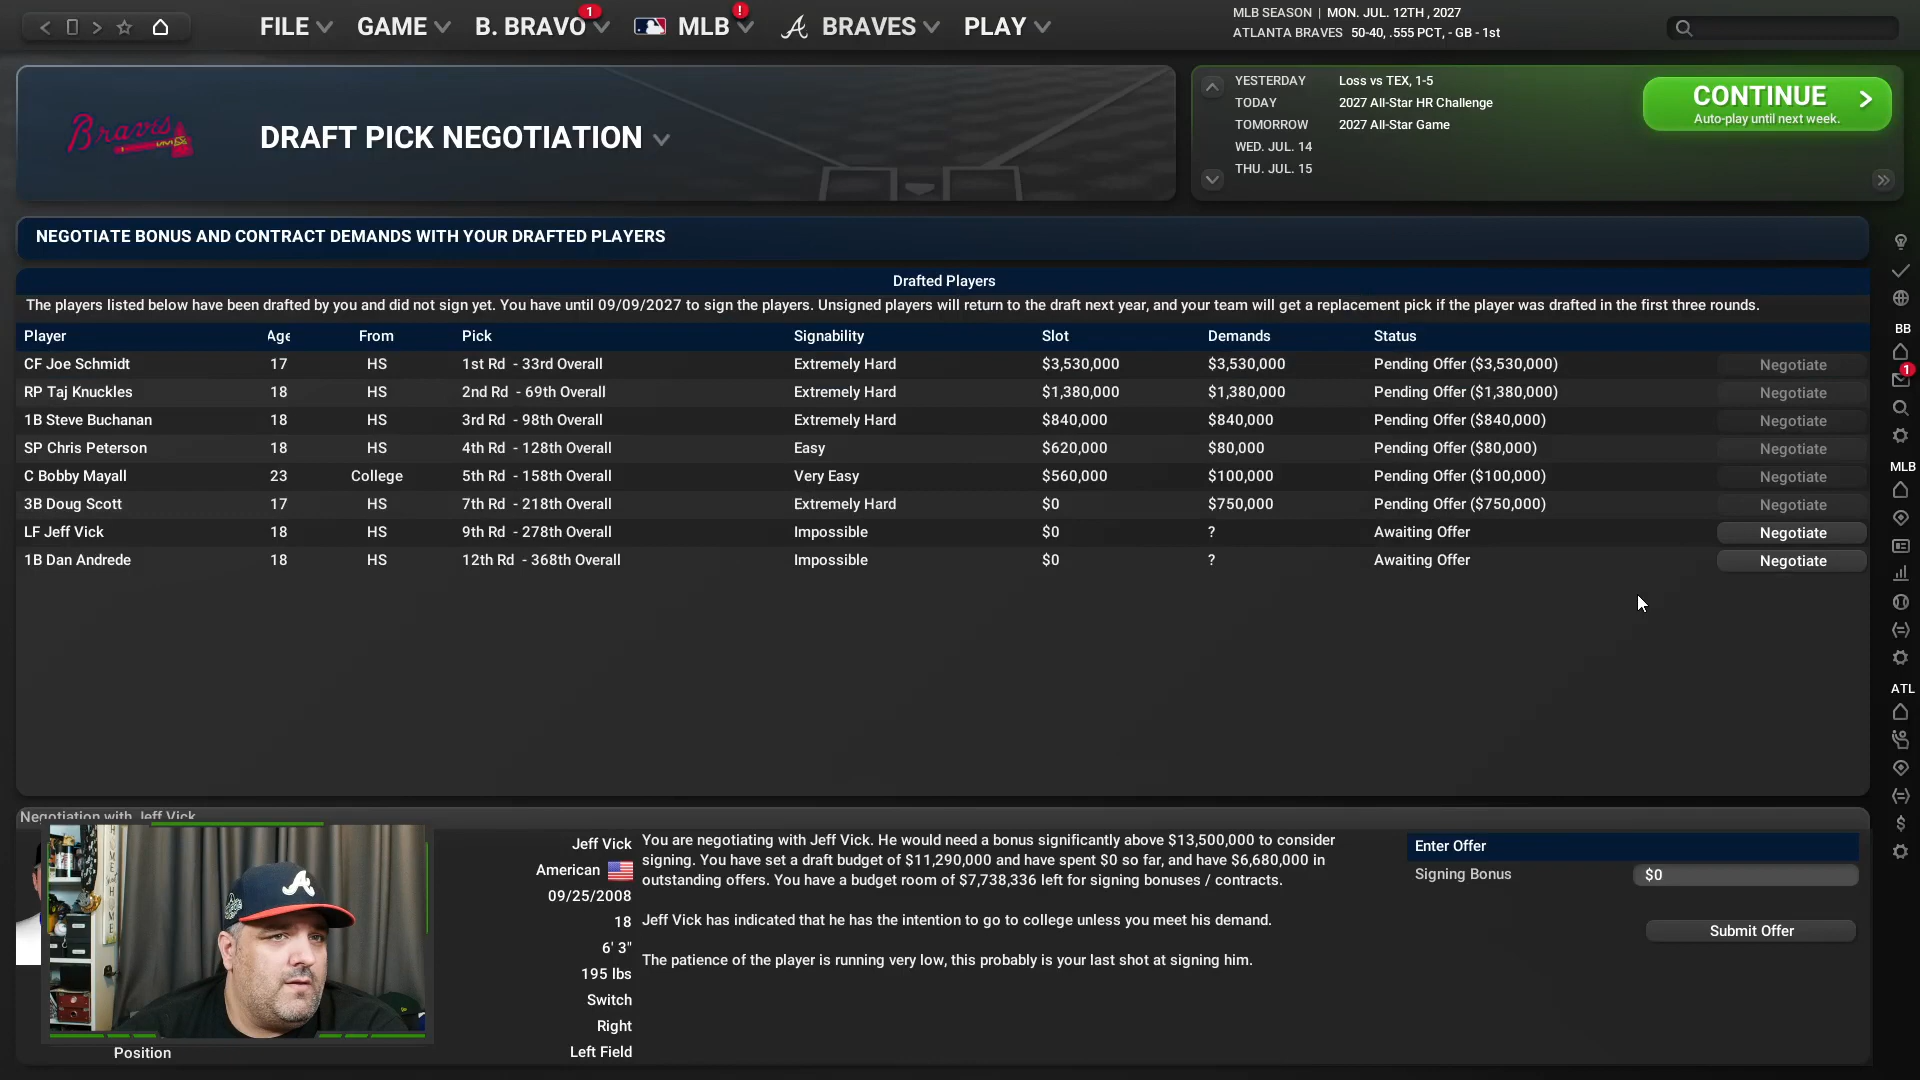 FILE GAME B. BRAVO 1 MLB ! BRAVES PLAY
MLB SEASON | MON. JUL. 12TH , 2027
ATLANTA BRAVES 50-40, .555 PCT, - GB - 1st
Braves
DRAFT PICK NEGOTIATION
YESTERDAY Loss vs TEX, 1-5
TODAY 2027 All-Star HR Challenge
TOMORROW 2027 All-Star Game
WED. JUL. 14
THU. JUL. 15
CONTINUE
Auto-play until next week.
NEGOTIATE BONUS AND CONTRACT DEMANDS WITH YOUR DRAFTED PLAYERS
Drafted Players
The players listed below have been drafted by you and did not sign yet. You have until 09/09/2027 to sign the players. Unsigned players will return to the draft next year, and your team will get a replacement pick if the player was drafted in the first three rounds.
Player Age From Pick Signability Slot Demands Status
CF Joe Schmidt 17 HS 1st Rd - 33rd Overall Extremely Hard $3,530,000 $3,530,000 Pending Offer ($3,530,000) Negotiate
RP Taj Knuckles 18 HS 2nd Rd - 69th Overall Extremely Hard $1,380,000 $1,380,000 Pending Offer ($1,380,000) Negotiate
1B Steve Buchanan 18 HS 3rd Rd - 98th Overall Extremely Hard $840,000 $840,000 Pending Offer ($840,000) Negotiate
SP Chris Peterson 18 HS 4th Rd - 128th Overall Easy $620,000 $80,000 Pending Offer ($80,000) Negotiate
C Bobby Mayall 23 College 5th Rd - 158th Overall Very Easy $560,000 $100,000 Pending Offer ($100,000) Negotiate
3B Doug Scott 17 HS 7th Rd - 218th Overall Extremely Hard $0 $750,000 Pending Offer ($750,000) Negotiate
LF Jeff Vick 18 HS 9th Rd - 278th Overall Impossible $0 ? Awaiting Offer Negotiate
1B Dan Andrede 18 HS 12th Rd - 368th Overall Impossible $0 ? Awaiting Offer Negotiate
BB
1
MLB
ATL
Negotiation with Jeff Vick
Jeff Vick
American
09/25/2008
18
6' 3"
195 lbs
Switch
Right
Position Left Field
You are negotiating with Jeff Vick. He would need a bonus significantly above $13,500,000 to consider
signing. You have set a draft budget of $11,290,000 and have spent $0 so far, and have $6,680,000 in
outstanding offers. You have a budget room of $7,738,336 left for signing bonuses / contracts.
Jeff Vick has indicated that he has the intention to go to college unless you meet his demand.
The patience of the player is running very low, this probably is your last shot at signing him.
Enter Offer
Signing Bonus $0
Submit Offer